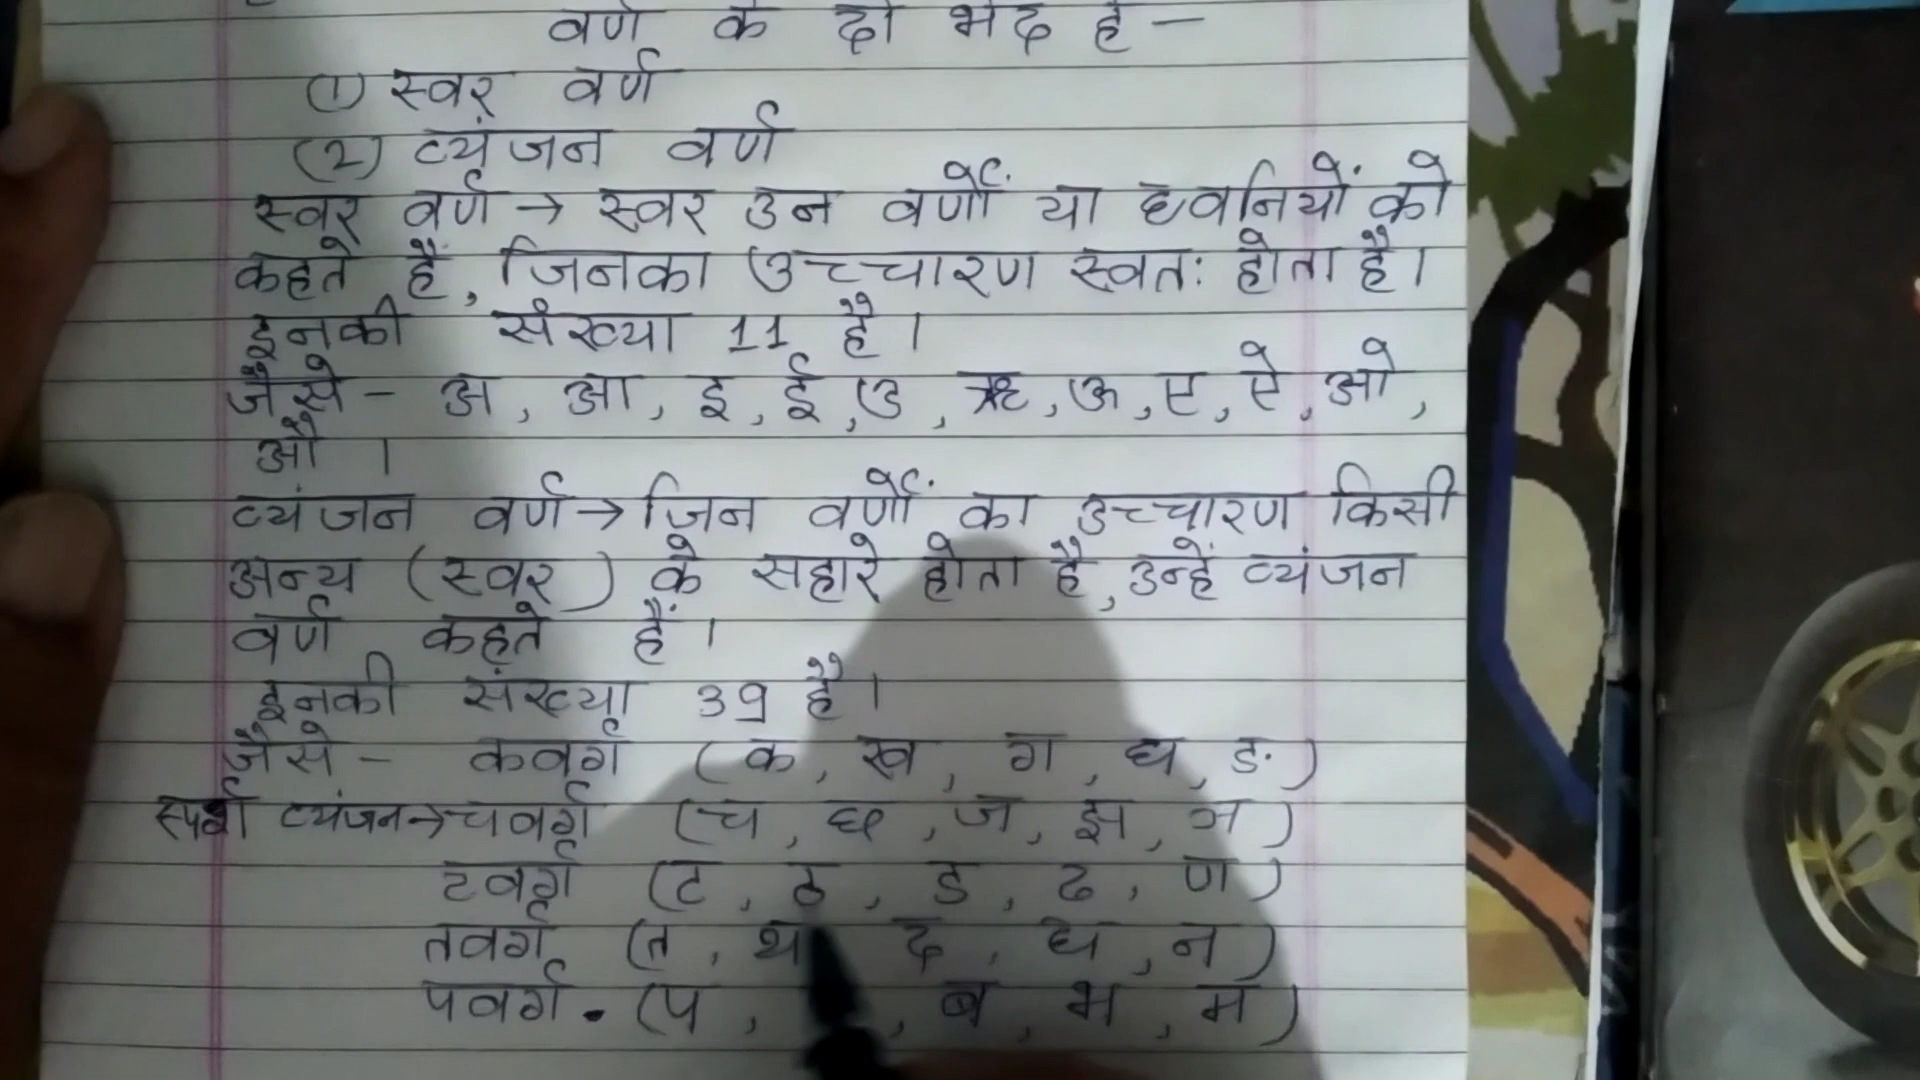 वर्ण के दो भेद है -
(1) स्वर वर्ण
(2) व्यंजन वर्ण
स्वर वर्ण → स्वर उन वर्णों या ध्वनियों को
कहते हैं, जिनका उच्चारण स्वतः होता है।
इनकी संख्या 11 है।
जैसे - अ, आ, इ, ई, उ, ऋ, ऊ, ए, ऐ, ओ,
औ।
व्यंजन वर्ण → जिन वर्णों का उच्चारण किसी
अन्य (स्वर) के सहारे होता है, उन्हें व्यंजन
वर्ण कहते हैं।
इनकी संख्या 39 है।
जैसे - कवर्ग (क, ख, ग, घ, ङ)
स्पर्श व्यंजन → चवर्ग (च, छ, ज, झ, ञ)
टवर्ग (ट, ठ, ड, ढ, ण)
तवर्ग (त, थ, द, ध, न)
पवर्ग. (प, , ब, भ, म)